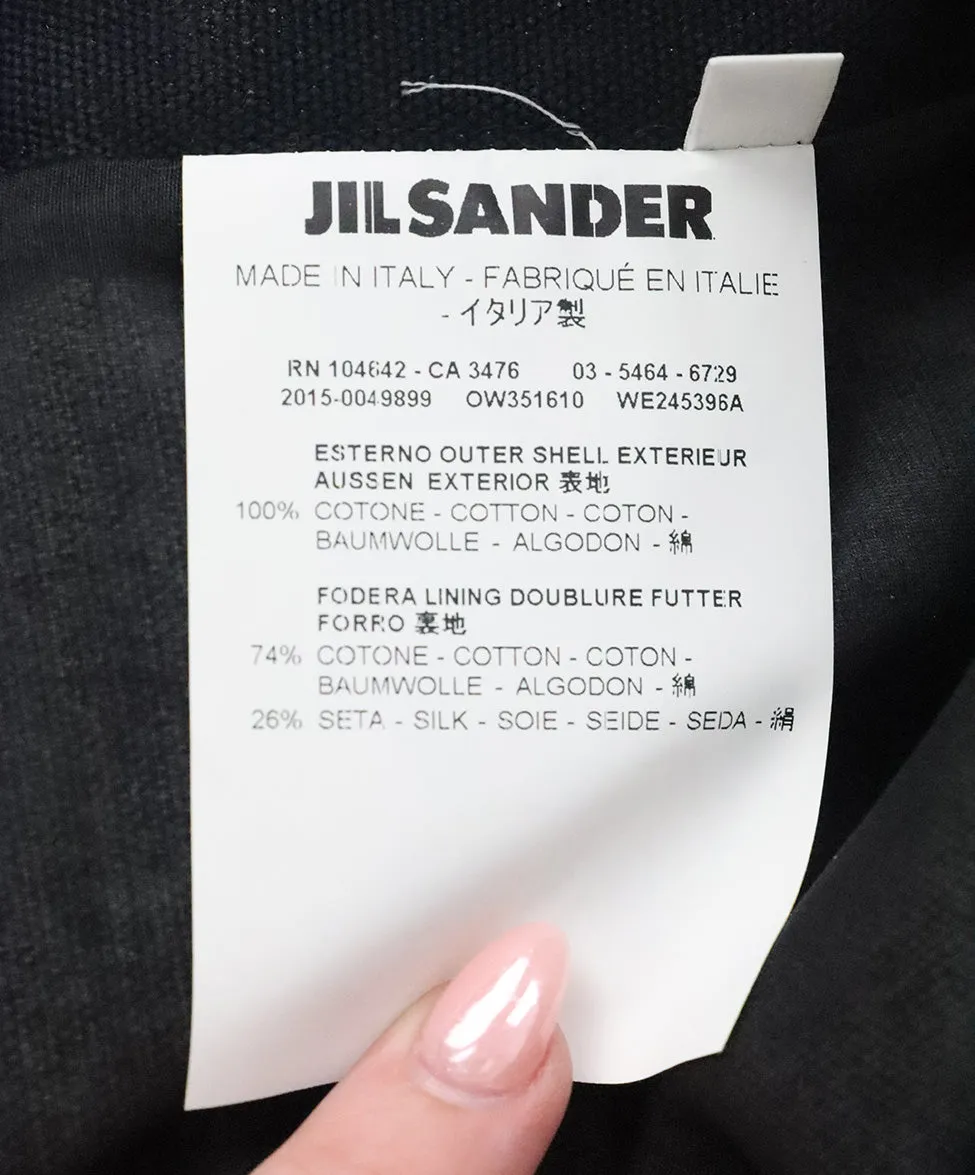 JIL SANDER
MADE IN ITALY - FABRIQUÉ EN ITALIE
- イタリア製
RN 104642 - CA 3476 03 - 5464 - 6729
2015-0049899 OW351610 WE245396A
ESTERNO OUTER SHELL EXTERIEUR
AUSSEN EXTERIOR 表地
100% COTONE - COTTON - COTON -
BAUMWOLLE - ALGODON - 綿
FODERA LINING DOUBLURE FUTTER
FORRO 裏地
74% COTONE - COTTON - COTON -
BAUMWOLLE - ALGODON - 綿
26% SETA - SILK - SOIE - SEIDE - SEDA - 絹